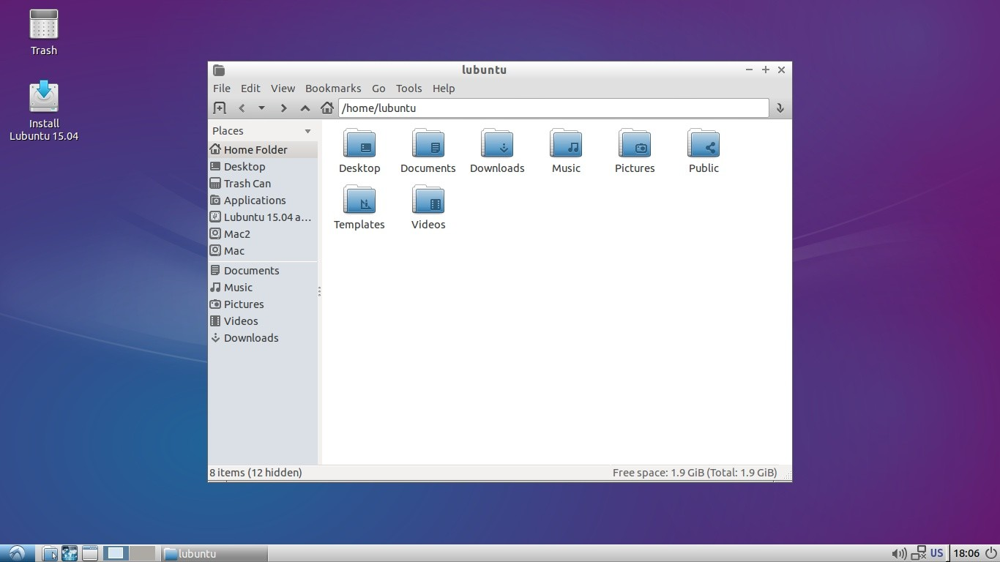 Trash
Install
Lubuntu 15.04
lubuntu
File Edit View Bookmarks Go Tools Help
/home/lubuntu
Places
Home Folder
Desktop
Trash Can
Applications
Lubuntu 15.04 a...
Mac2
Mac
Documents
Music
Pictures
Videos
Downloads
Desktop Documents Downloads Music Pictures Public
Templates Videos
8 items (12 hidden) Free space: 1.9 GiB (Total: 1.9 GiB)
lubuntu US 18:06